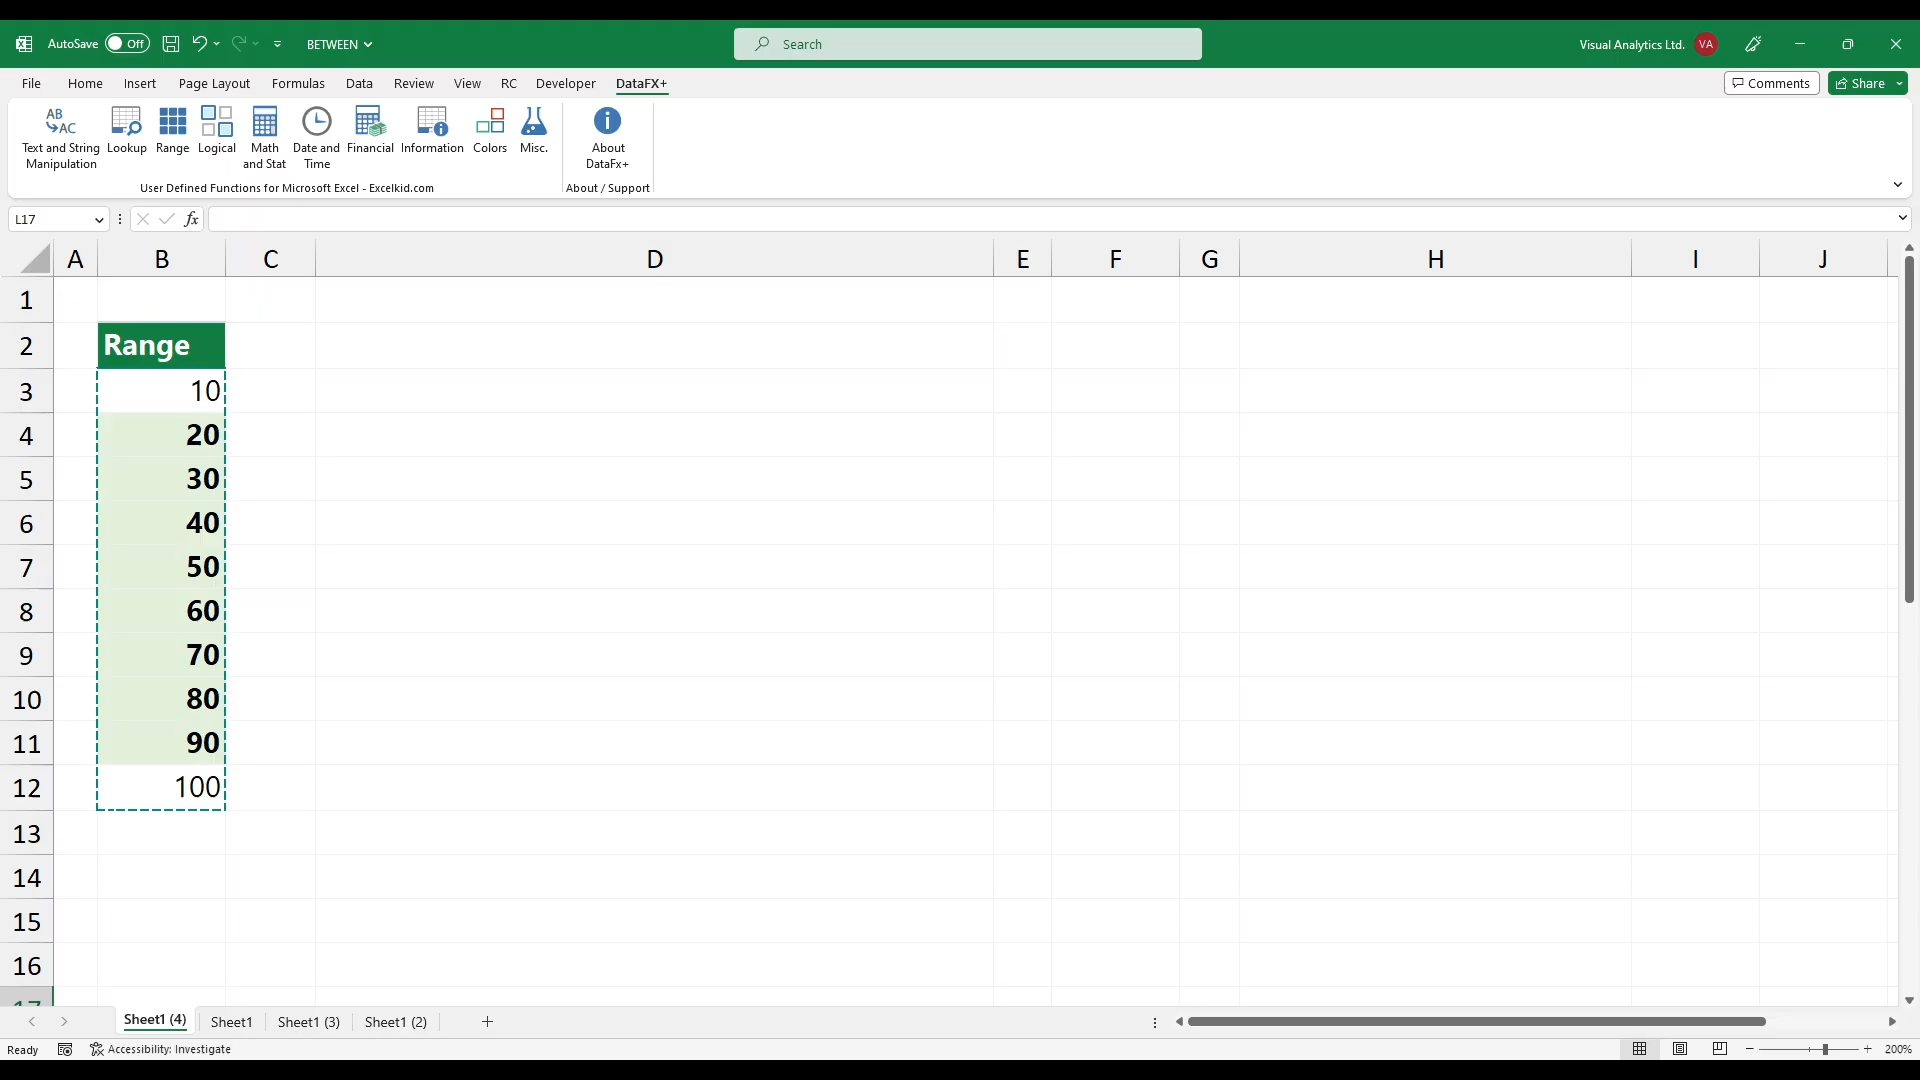 AutoSave Off BETWEEN Search Visual Analytics Ltd. VA
File Home Insert Page Layout Formulas Data Review View RC Developer DataFX+ Comments Share
AB
AC
Text and String Lookup Range Logical Math Date and Financial Information Colors Misc. About
Manipulation and Stat Time DataFx+
User Defined Functions for Microsoft Excel - Excelkid.com About / Support
L17 fx
A B C D E F G H I J
1
2 Range
3 10
4 20
5 30
6 40
7 50
8 60
9 70
10 80
11 90
12 100
13
14
15
16
17
Sheet1 (4) Sheet1 Sheet1 (3) Sheet1 (2)
Ready Accessibility: Investigate 200%